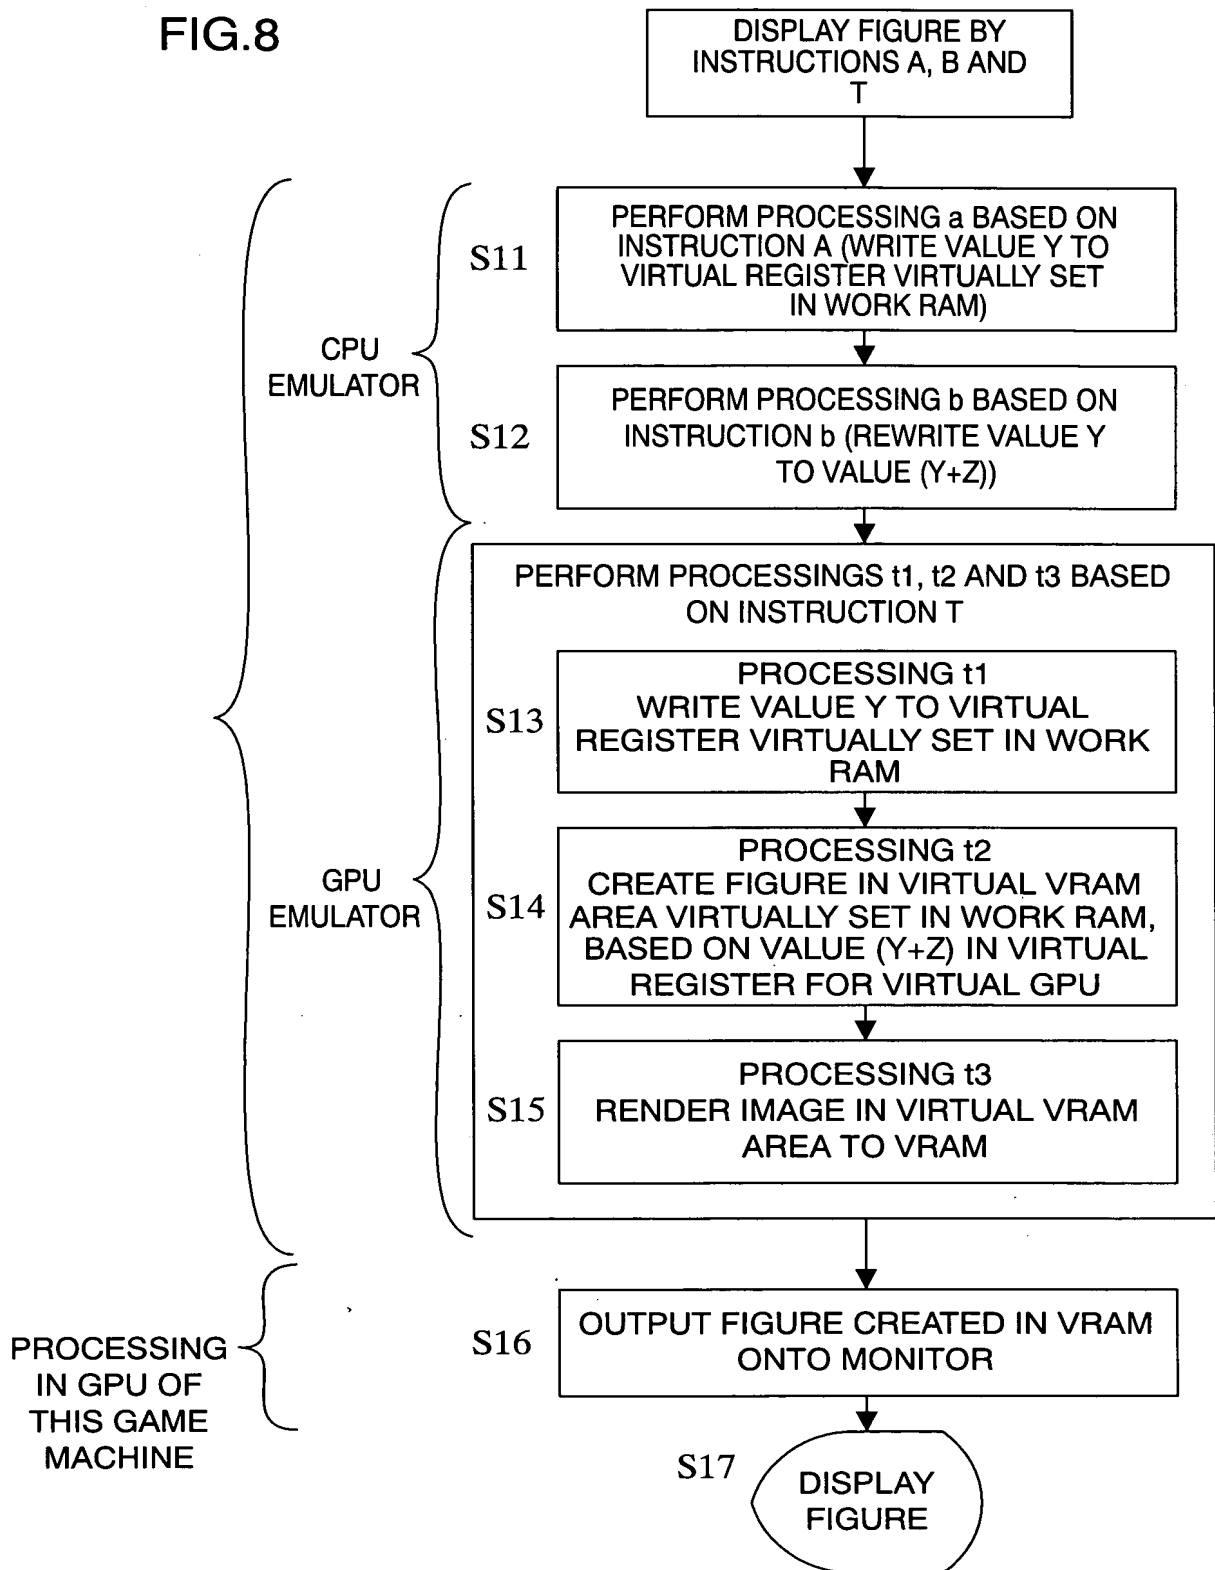 FIG.8
DISPLAY FIGURE BY
INSTRUCTIONS A, B AND
T
S11
PERFORM PROCESSING a BASED ON
INSTRUCTION A (WRITE VALUE Y TO
VIRTUAL REGISTER VIRTUALLY SET
IN WORK RAM)
CPU
EMULATOR
S12
PERFORM PROCESSING b BASED ON
INSTRUCTION b (REWRITE VALUE Y
TO VALUE (Y+Z))
PERFORM PROCESSINGS t1, t2 AND t3 BASED
ON INSTRUCTION T
S13
PROCESSING t1
WRITE VALUE Y TO VIRTUAL
REGISTER VIRTUALLY SET IN WORK
RAM
GPU
EMULATOR
S14
PROCESSING t2
CREATE FIGURE IN VIRTUAL VRAM
AREA VIRTUALLY SET IN WORK RAM,
BASED ON VALUE (Y+Z) IN VIRTUAL
REGISTER FOR VIRTUAL GPU
S15
PROCESSING t3
RENDER IMAGE IN VIRTUAL VRAM
AREA TO VRAM
PROCESSING
IN GPU OF
THIS GAME
MACHINE
S16
OUTPUT FIGURE CREATED IN VRAM
ONTO MONITOR
S17
DISPLAY
FIGURE